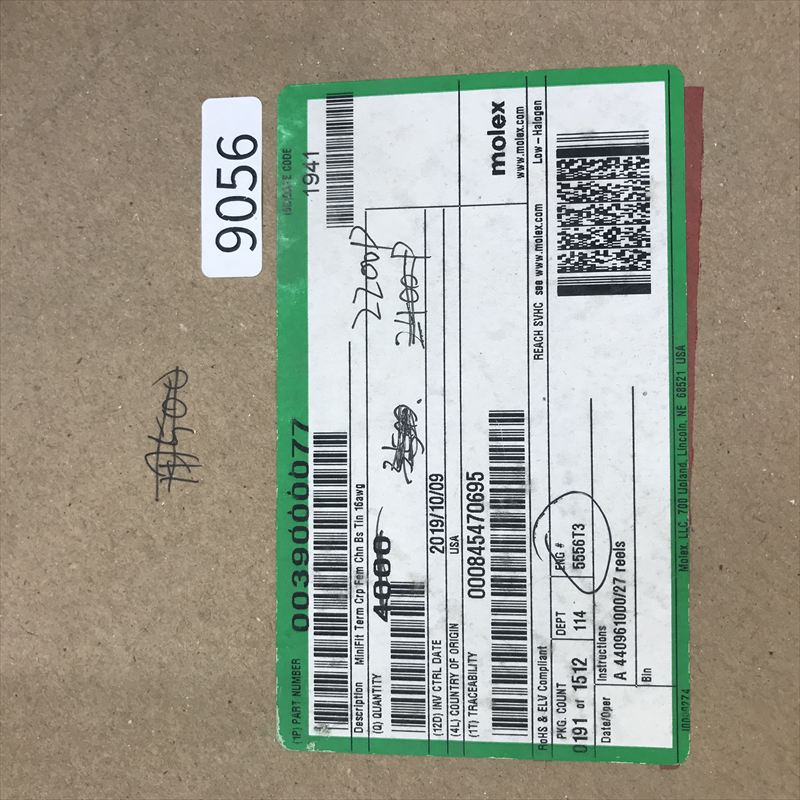 9056
(1P) PART NUMBER 0039000077
DATE CODE
1941
Description MiniFit Term Crp Fem Chn Bs Tin 16awg
2200P
(Q) QUANTITY 4000
2400P
(12D) INV CTRL DATE 2019/10/09
(4L) COUNTRY OF ORIGIN USA
(1T) TRACEABILITY 000845470695
molex
www.molex.com
RoHS & ELV Compliant
REACH SVHC see www.molex.com
Low-Halogen
PKG. COUNT
0191 of 1512
DEPT
114
ENG #
5556T3
Date/Oper
Instructions
A 440961000/27 reels
Bin
Molex LLC, 700 Upland, Lincoln, NE 68521 USA